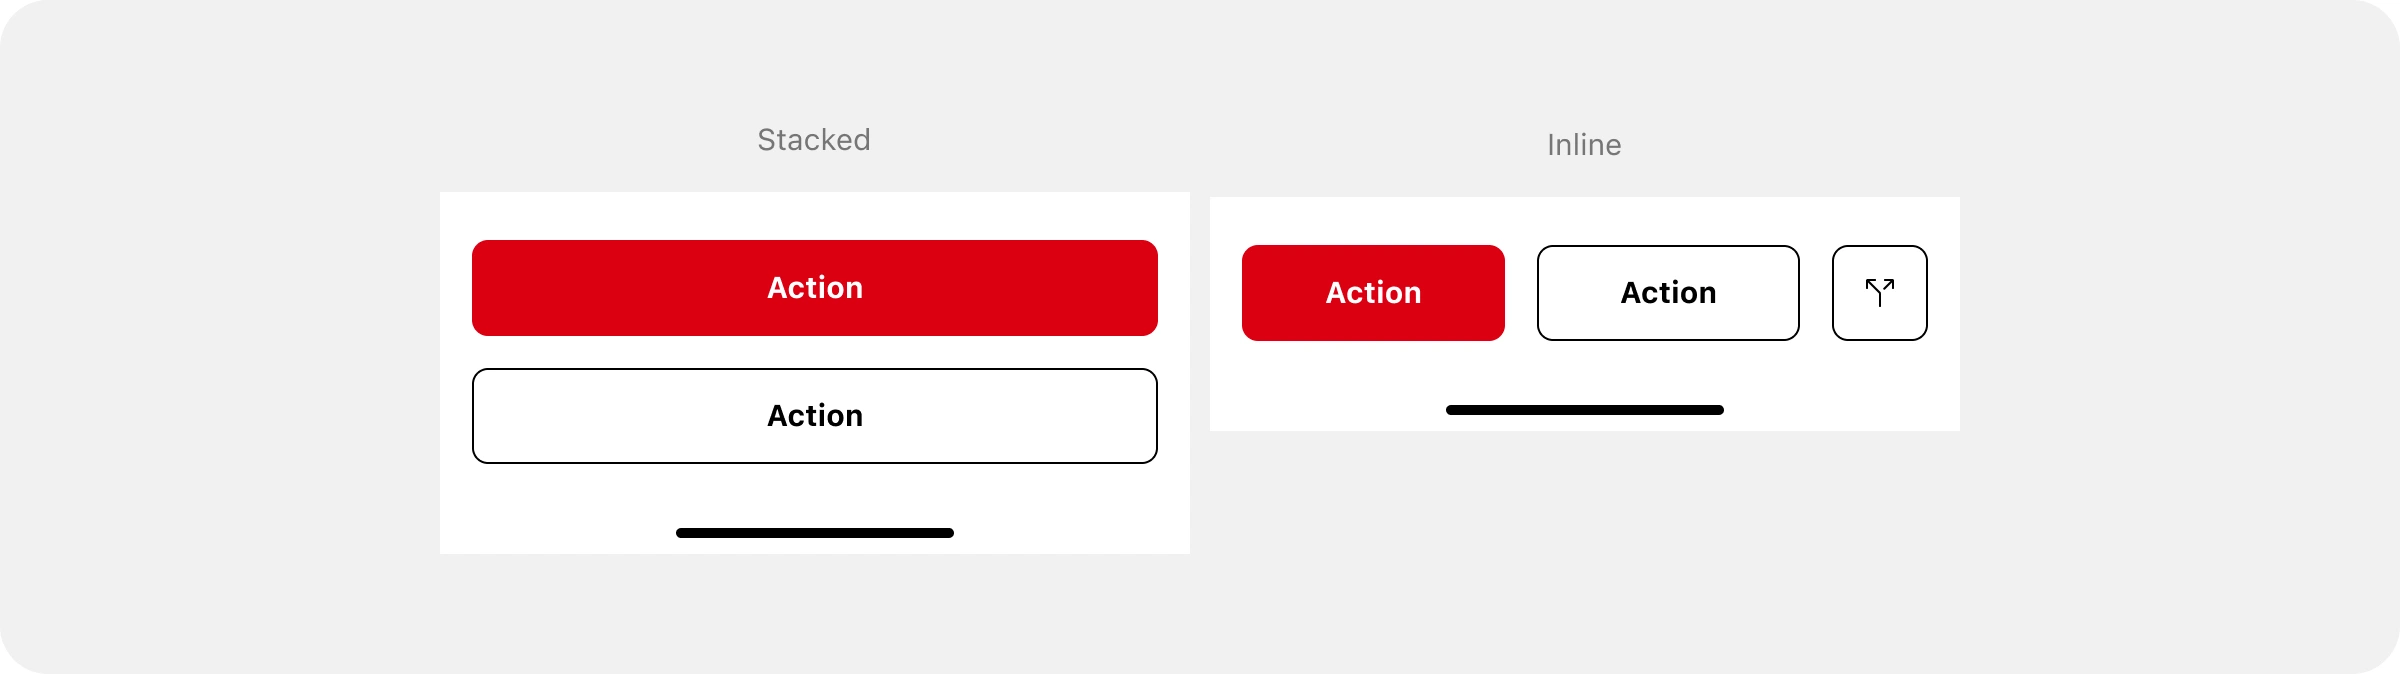 Stacked
Action
Action
Inline
Action
Action